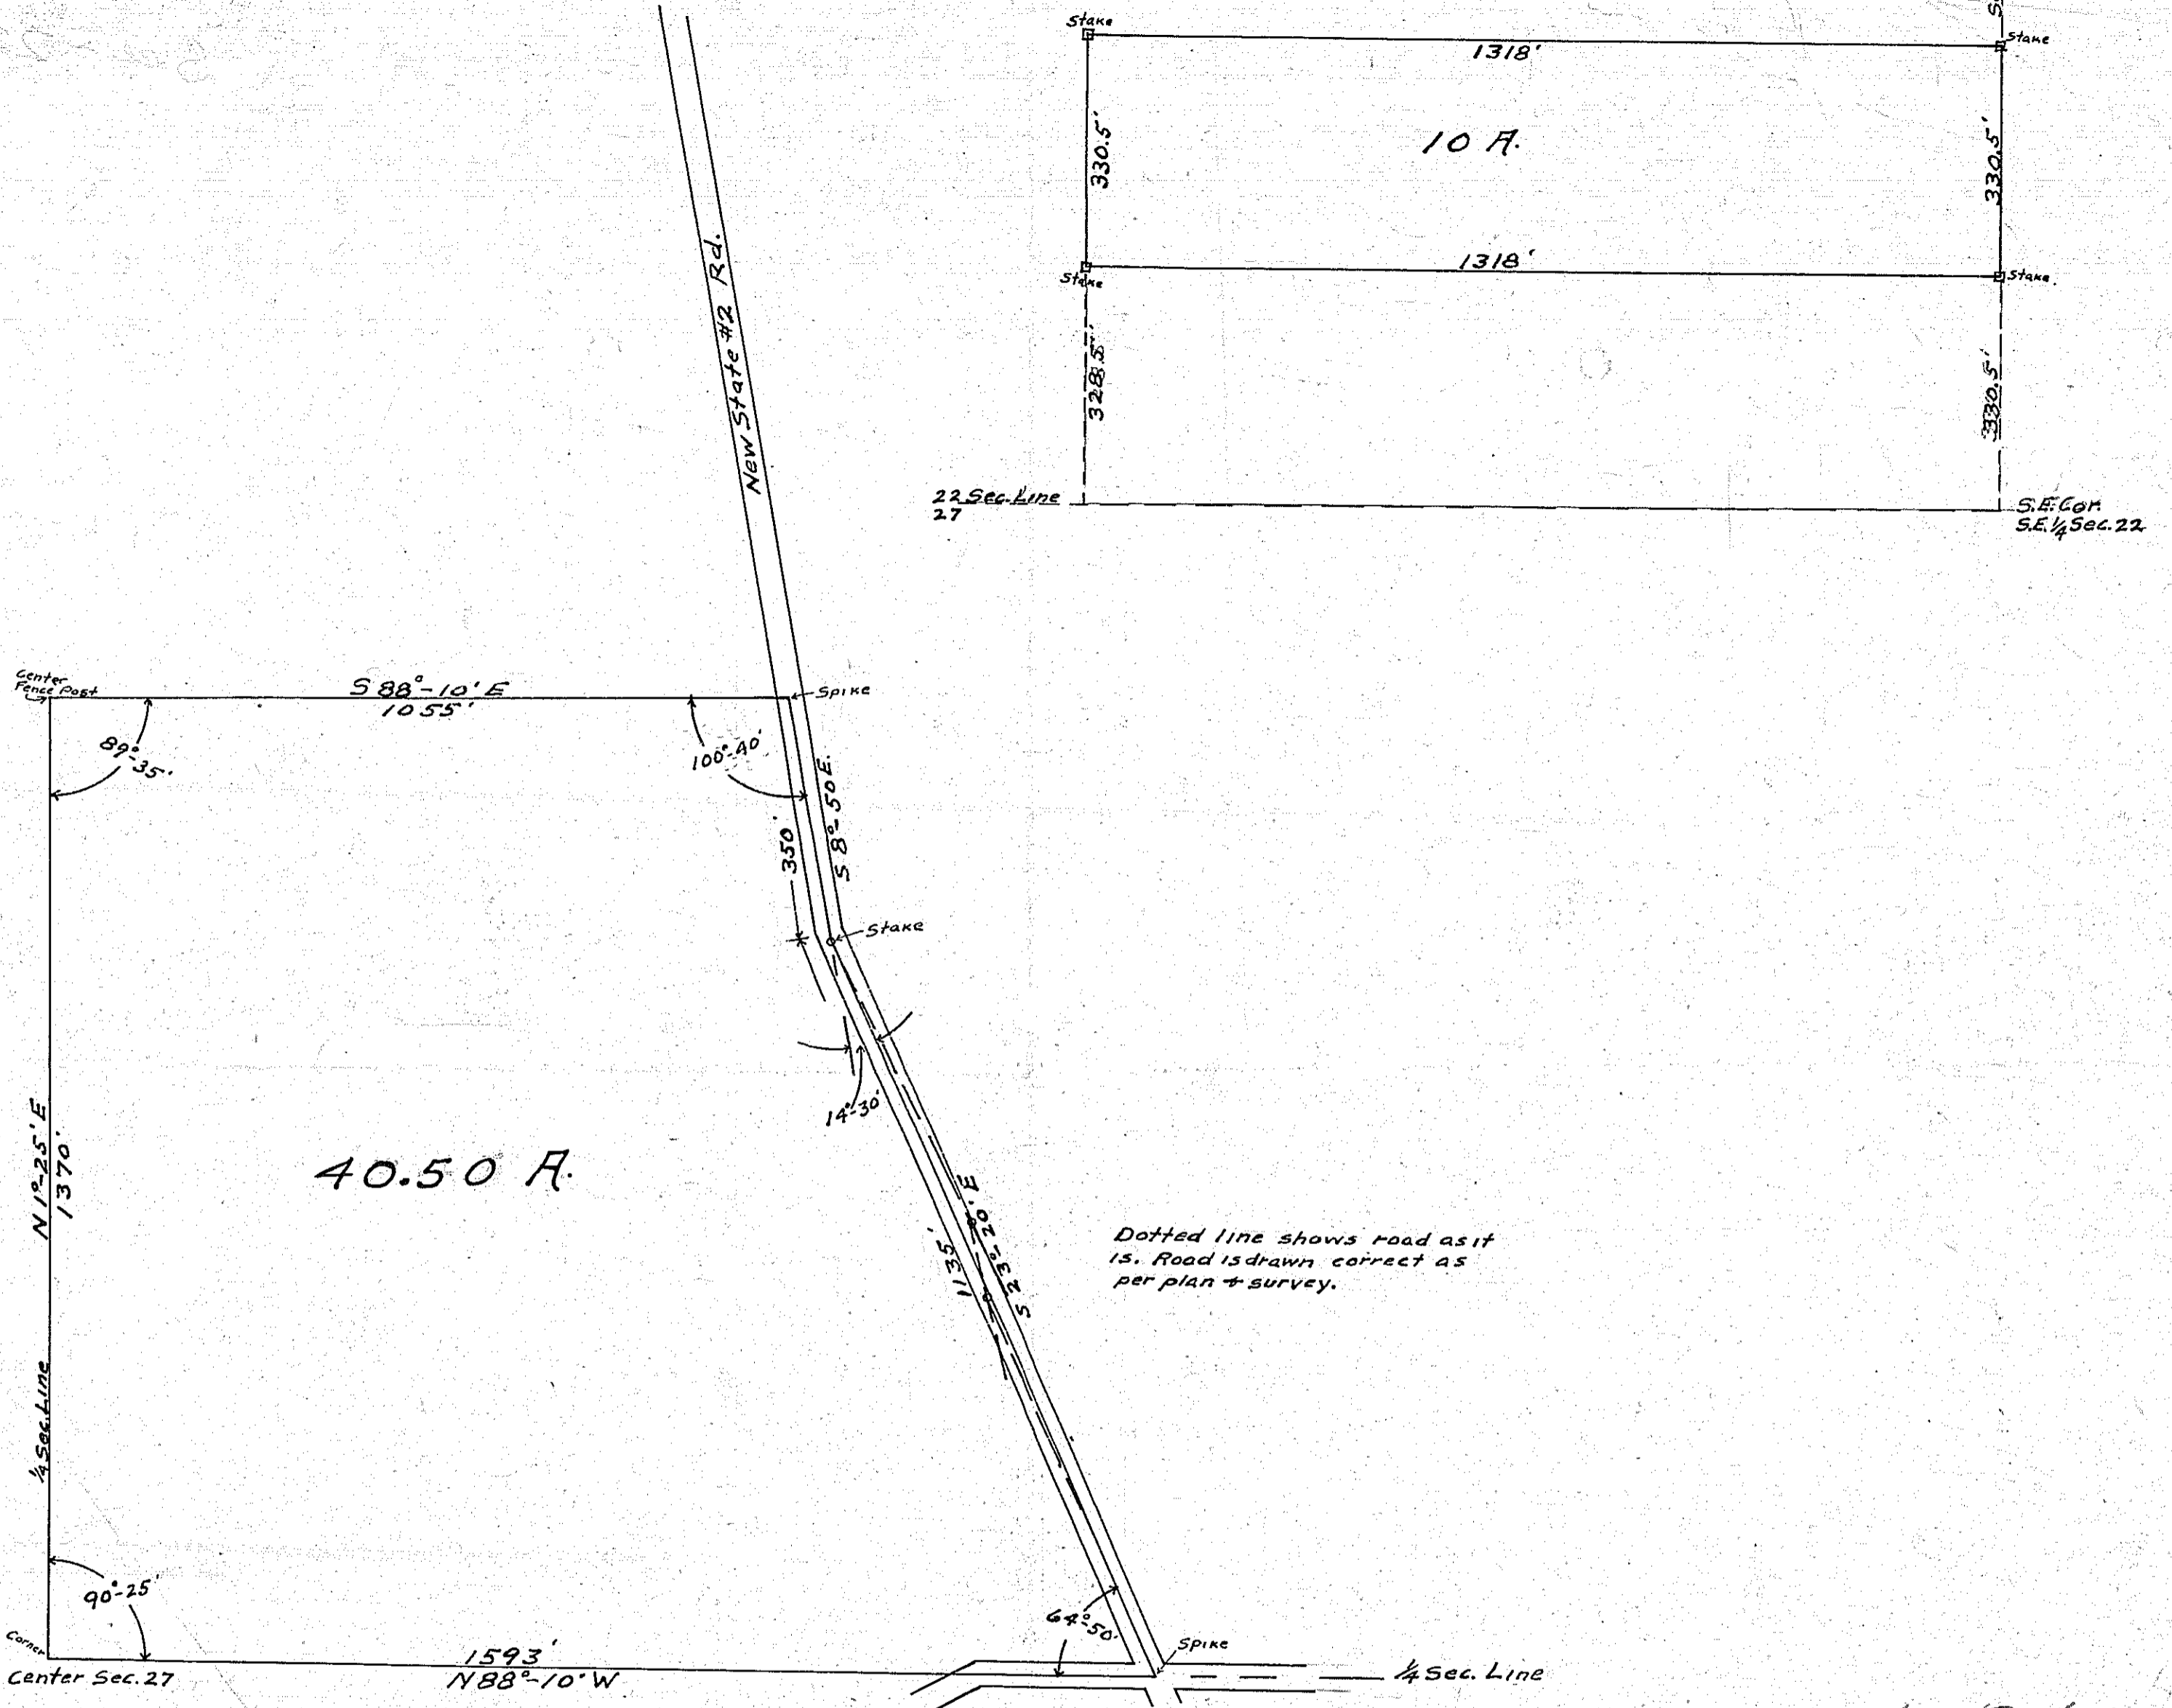 Stake
Stake
1318'
330.5'
10 A.
330.5'
1318'
Stake
Stake.
328.5'
330.5'
22 Sec. Line
27
S.E. Cor.
S.E. 1/4 Sec. 22
New State #2 Rd.
Center
Fence Post
S 88°-10' E
1055'
Spike
89°-35'
100°-40'
350'
S 8°-50 E.
Stake
14°-30'
N 1°-25' E
1370'
40.50 A.
1135'
S 23°-20' E
Dotted line shows road as it
is. Road is drawn correct as
per plan & survey.
1/4 Sec. Line
90°-25'
64°-50'
Corner
Center Sec. 27
1593'
N 88°-10' W
Spike
1/4 Sec. Line